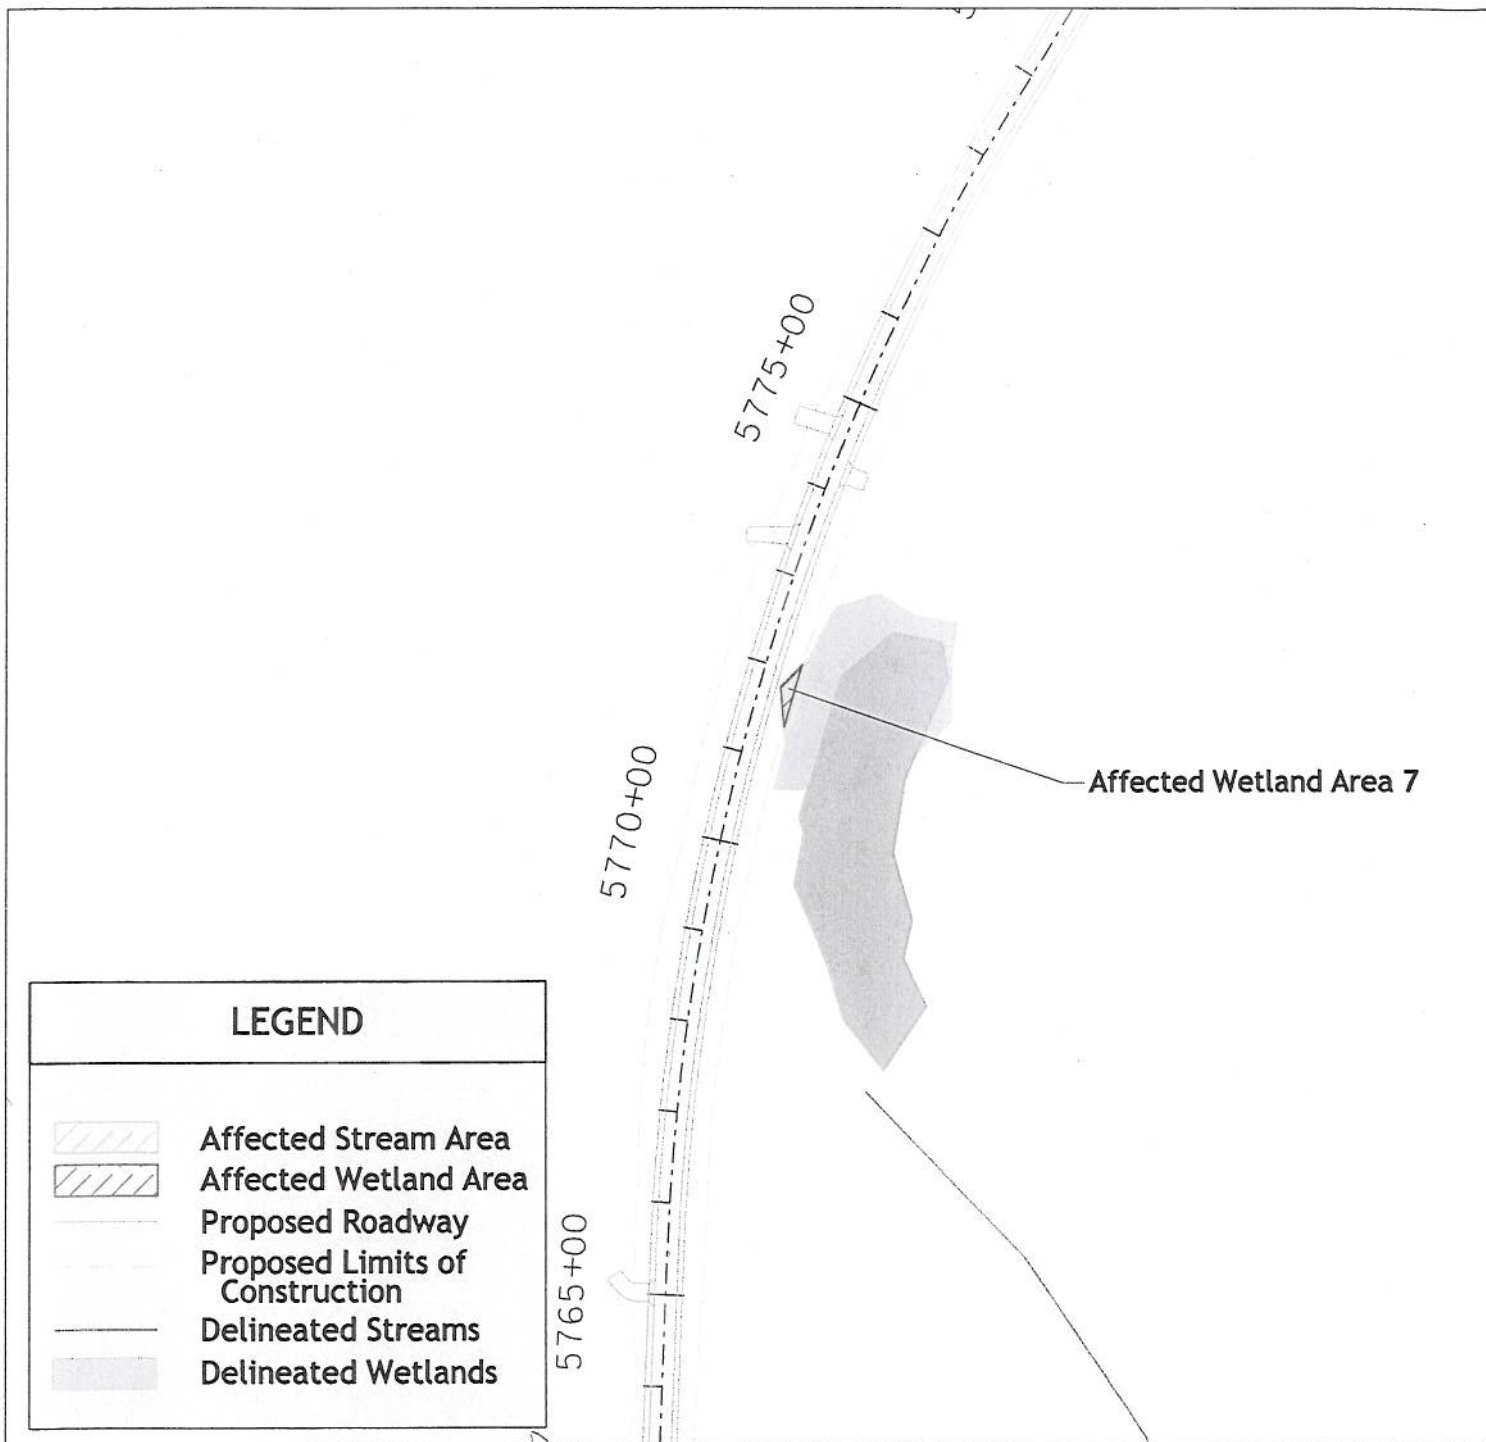 5775+00
5770+00
Affected Wetland Area 7
5765+00
LEGEND
Affected Stream Area
Affected Wetland Area
Proposed Roadway
Proposed Limits of
Construction
Delineated Streams
Delineated Wetlands